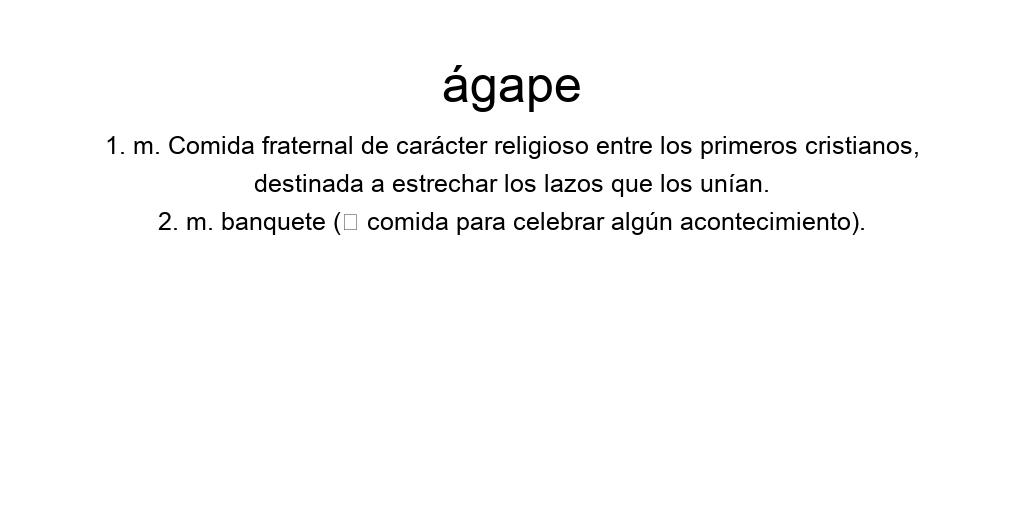 ágape
1. m. Comida fraternal de carácter religioso entre los primeros cristianos,
destinada a estrechar los lazos que los unían.
2. m. banquete (□ comida para celebrar algún acontecimiento).